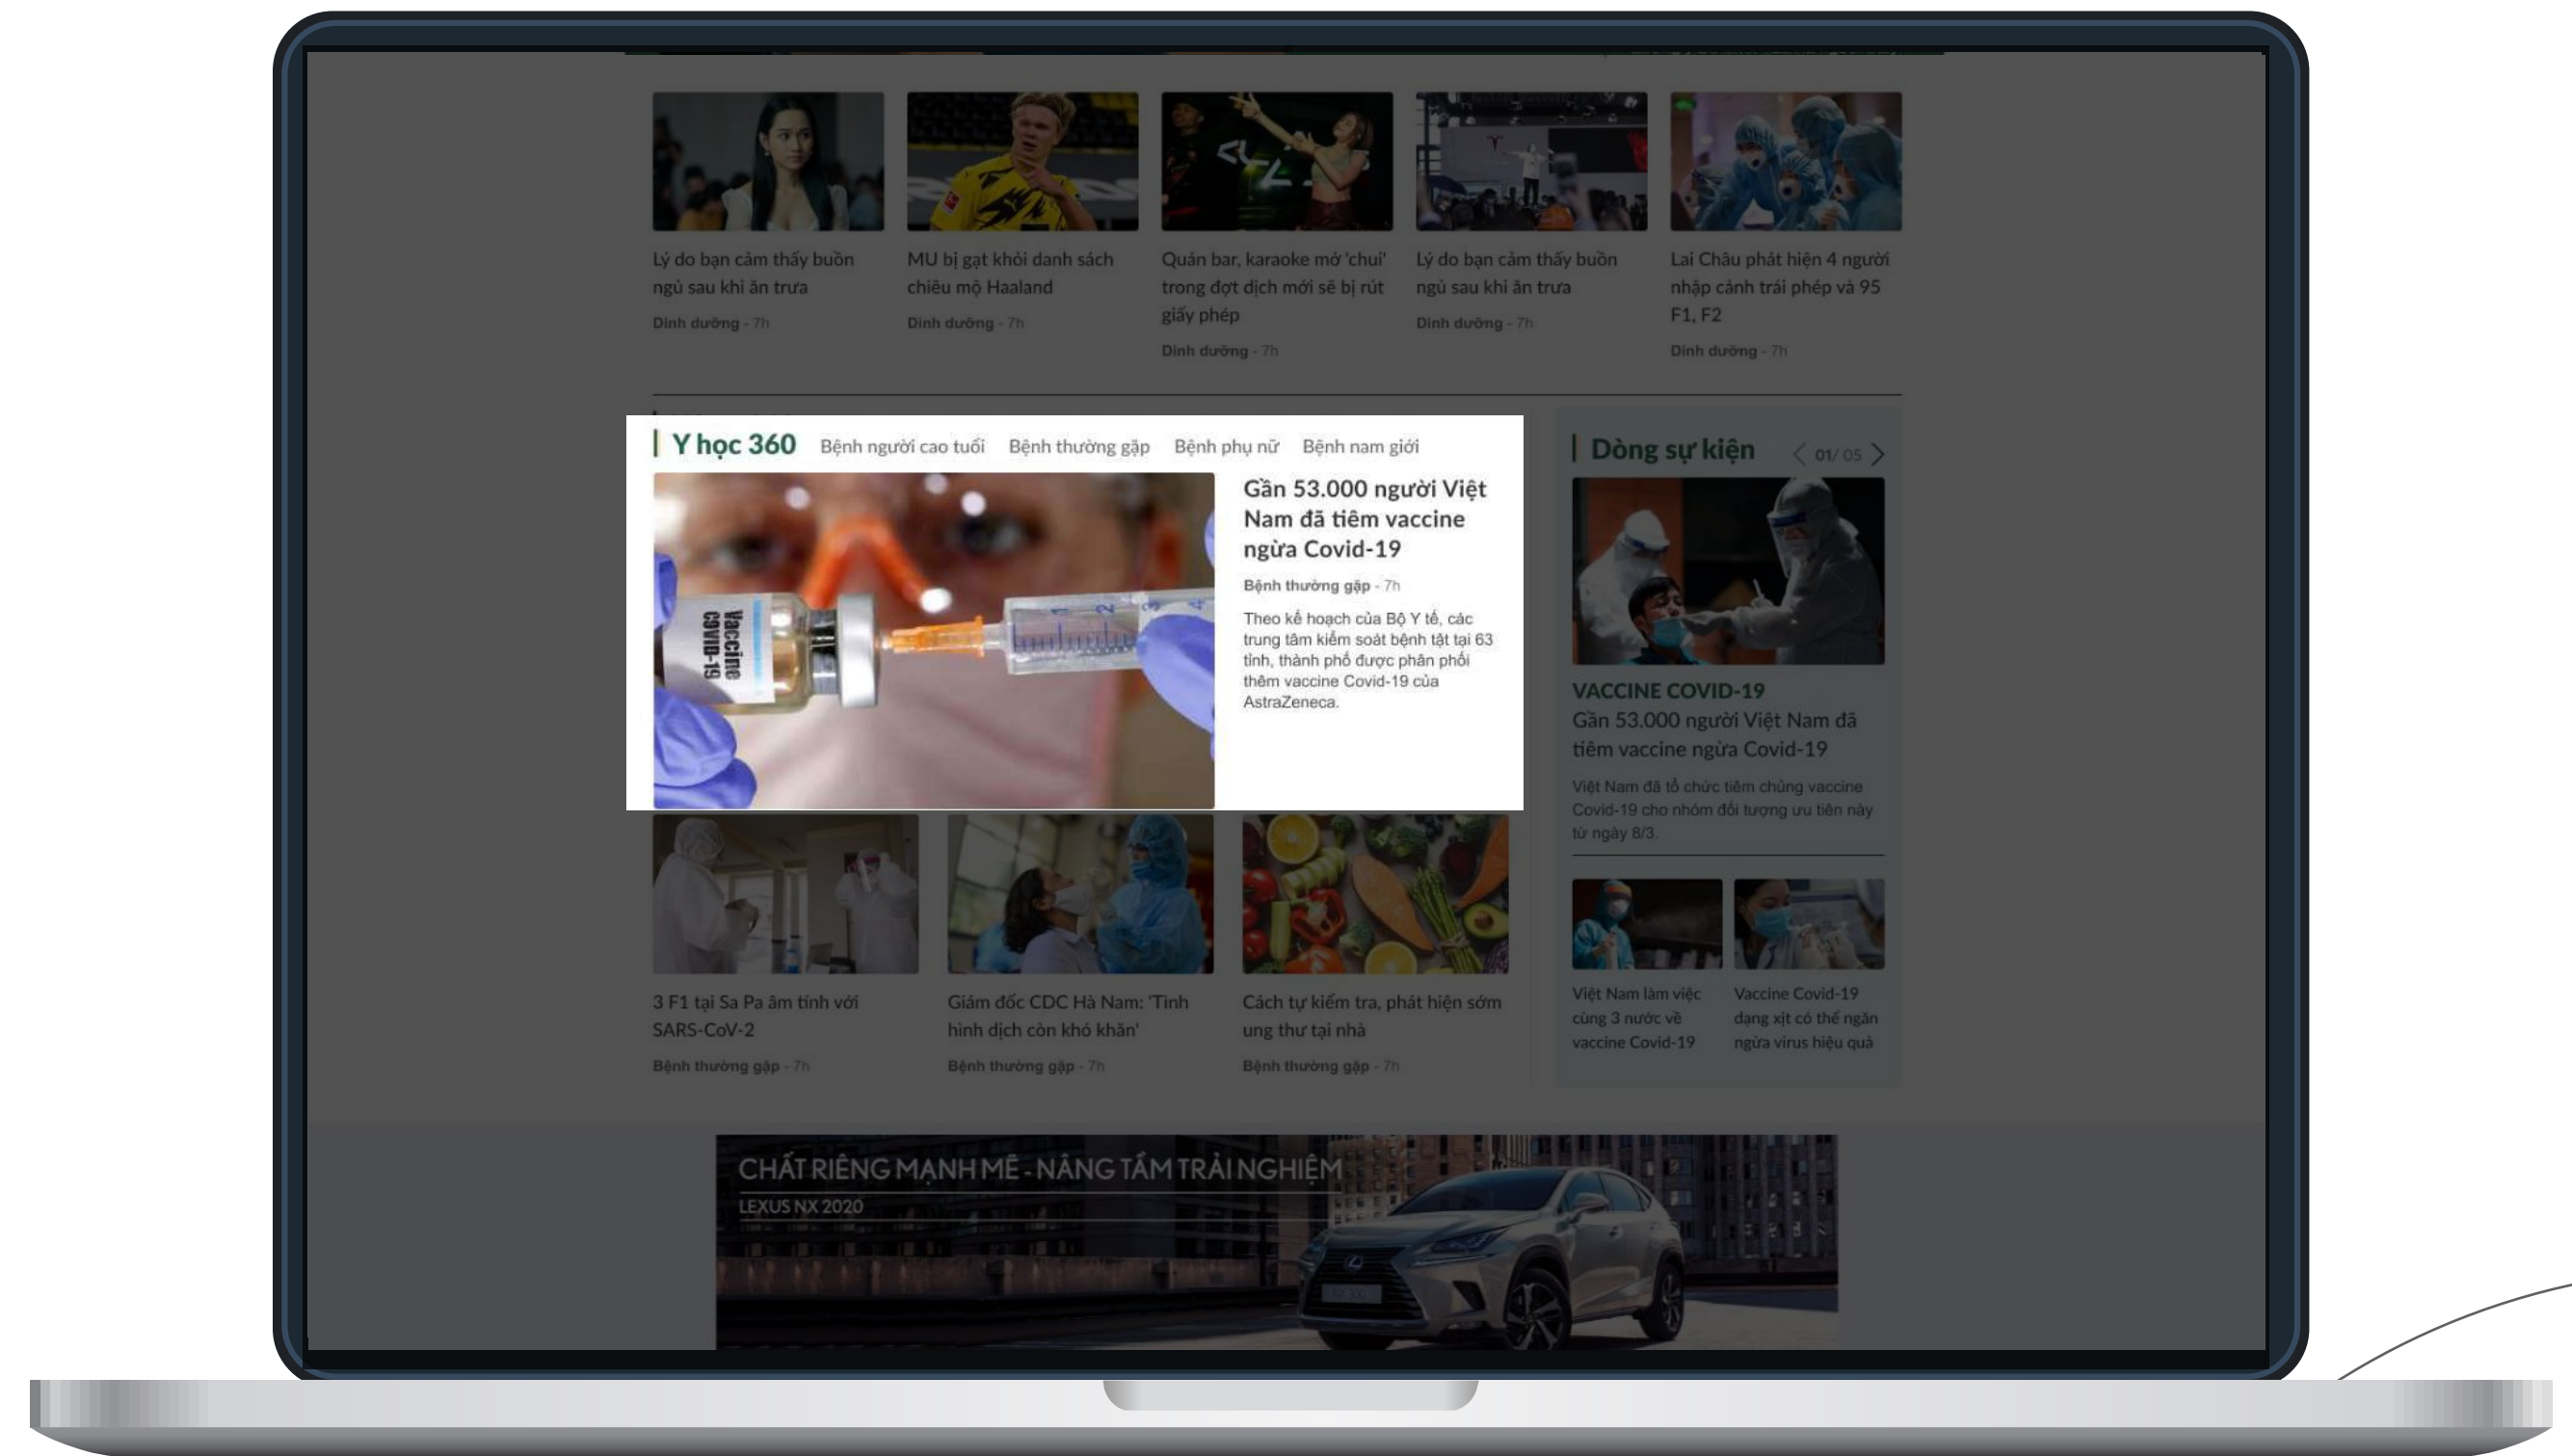 Lý do bạn cảm thấy buồn
ngủ sau khi ăn trưa
Dinh dưỡng - 7h
MU bị gạt khỏi danh sách
chiêu mộ Haaland
Dinh dưỡng - 7h
Quán bar, karaoke mở 'chui'
trong đợt dịch mới sẽ bị rút
giấy phép
Dinh dưỡng - 7h
Lý do bạn cảm thấy buồn
ngủ sau khi ăn trưa
Dinh dưỡng - 7h
Lai Châu phát hiện 4 người
nhập cảnh trái phép và 95
F1, F2
Dinh dưỡng - 7h
Y học 360 Bệnh người cao tuổi Bệnh thường gặp Bệnh phụ nữ Bệnh nam giới
Vaccine
COVID-19
1 2 3 4
Gần 53.000 người Việt
Nam đã tiêm vaccine
ngừa Covid-19
Bệnh thường gặp - 7h
Theo kế hoạch của Bộ Y tế, các
trung tâm kiểm soát bệnh tật tại 63
tỉnh, thành phố được phân phối
thêm vaccine Covid-19 của
AstraZeneca.
3 F1 tại Sa Pa âm tính với
SARS-CoV-2
Bệnh thường gặp - 7h
Giám đốc CDC Hà Nam: 'Tình
hình dịch còn khó khăn'
Bệnh thường gặp - 7h
Cách tự kiểm tra, phát hiện sớm
ung thư tại nhà
Bệnh thường gặp - 7h
Dòng sự kiện 01/ 05
VACCINE COVID-19
Gần 53.000 người Việt Nam đã
tiêm vaccine ngừa Covid-19
Việt Nam đã tổ chức tiêm chủng vaccine
Covid-19 cho nhóm đối tượng ưu tiên này
từ ngày 8/3.
Việt Nam làm việc
cùng 3 nước về
vaccine Covid-19
Vaccine Covid-19
dạng xịt có thể ngăn
ngừa virus hiệu quả
CHẤT RIÊNG MẠNH MẼ - NÂNG TẦM TRẢI NGHIỆM
LEXUS NX 2020